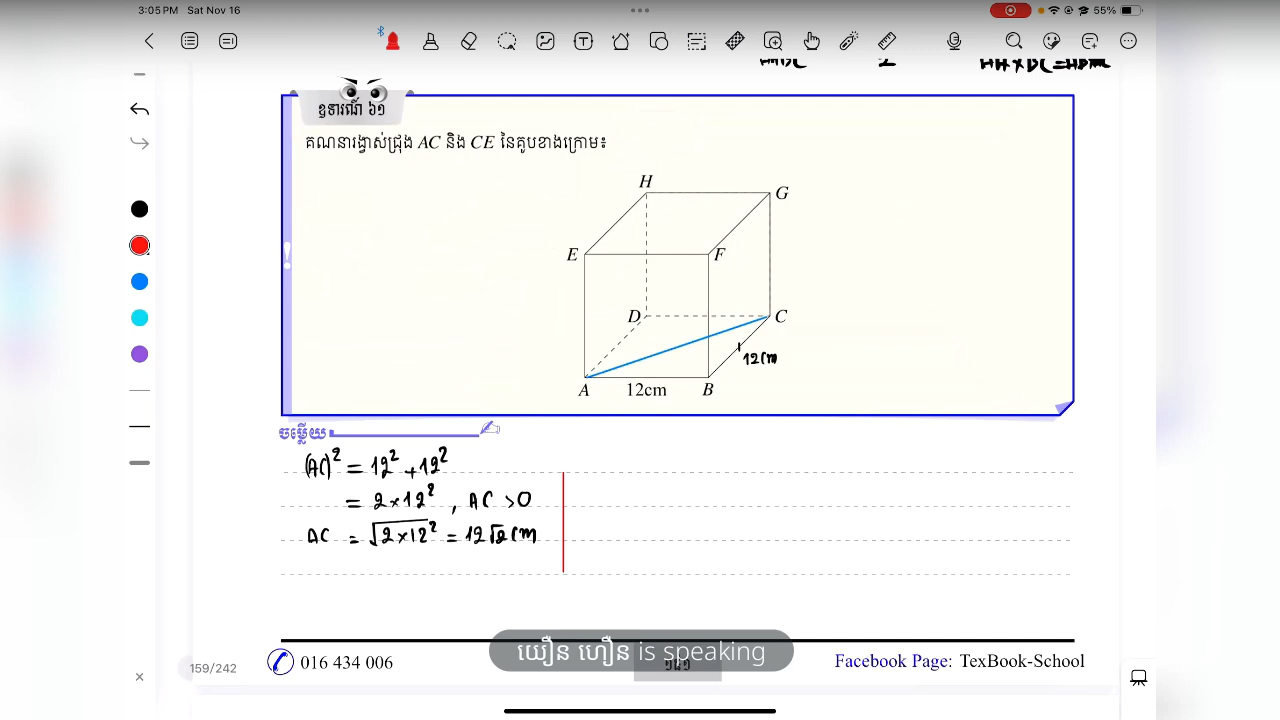 3:05 PM Sat Nov 16
55%
ឧទារណ៍ ៦១
គណនារង្វាស់ជ្រុង AC និង CE នៃគូបខាងក្រោម៖
H
G
E
F
D
C
12cm
A
12cm
B
ចម្លើយ
(AC)² = 12² + 12²
= 2×12² , AC > 0
AC = √2×12² = 12√2 cm
យឿន ហឿន is speaking
159/242
016 434 006
Facebook Page: TexBook-School